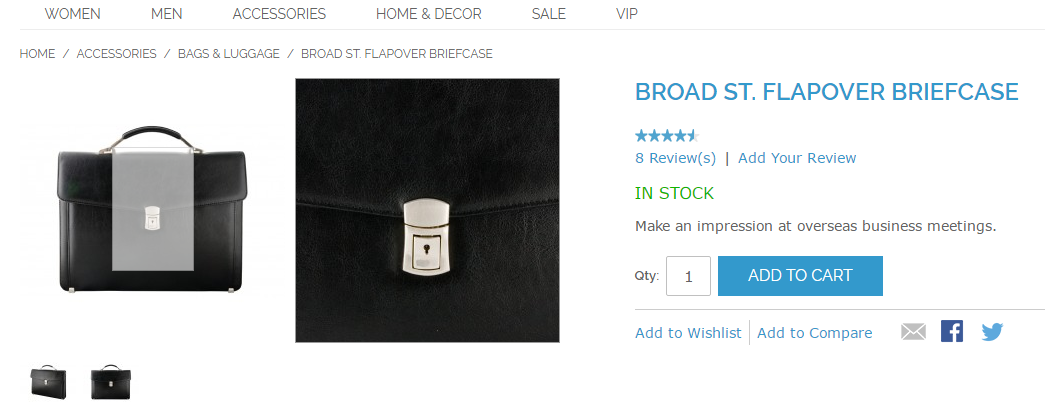 WOMEN MEN ACCESSORIES HOME & DECOR SALE VIP
HOME / ACCESSORIES / BAGS & LUGGAGE / BROAD ST. FLAPOVER BRIEFCASE
BROAD ST. FLAPOVER BRIEFCASE
8 Review(s) | Add Your Review
IN STOCK
Make an impression at overseas business meetings.
Qty: 1 ADD TO CART
Add to Wishlist Add to Compare